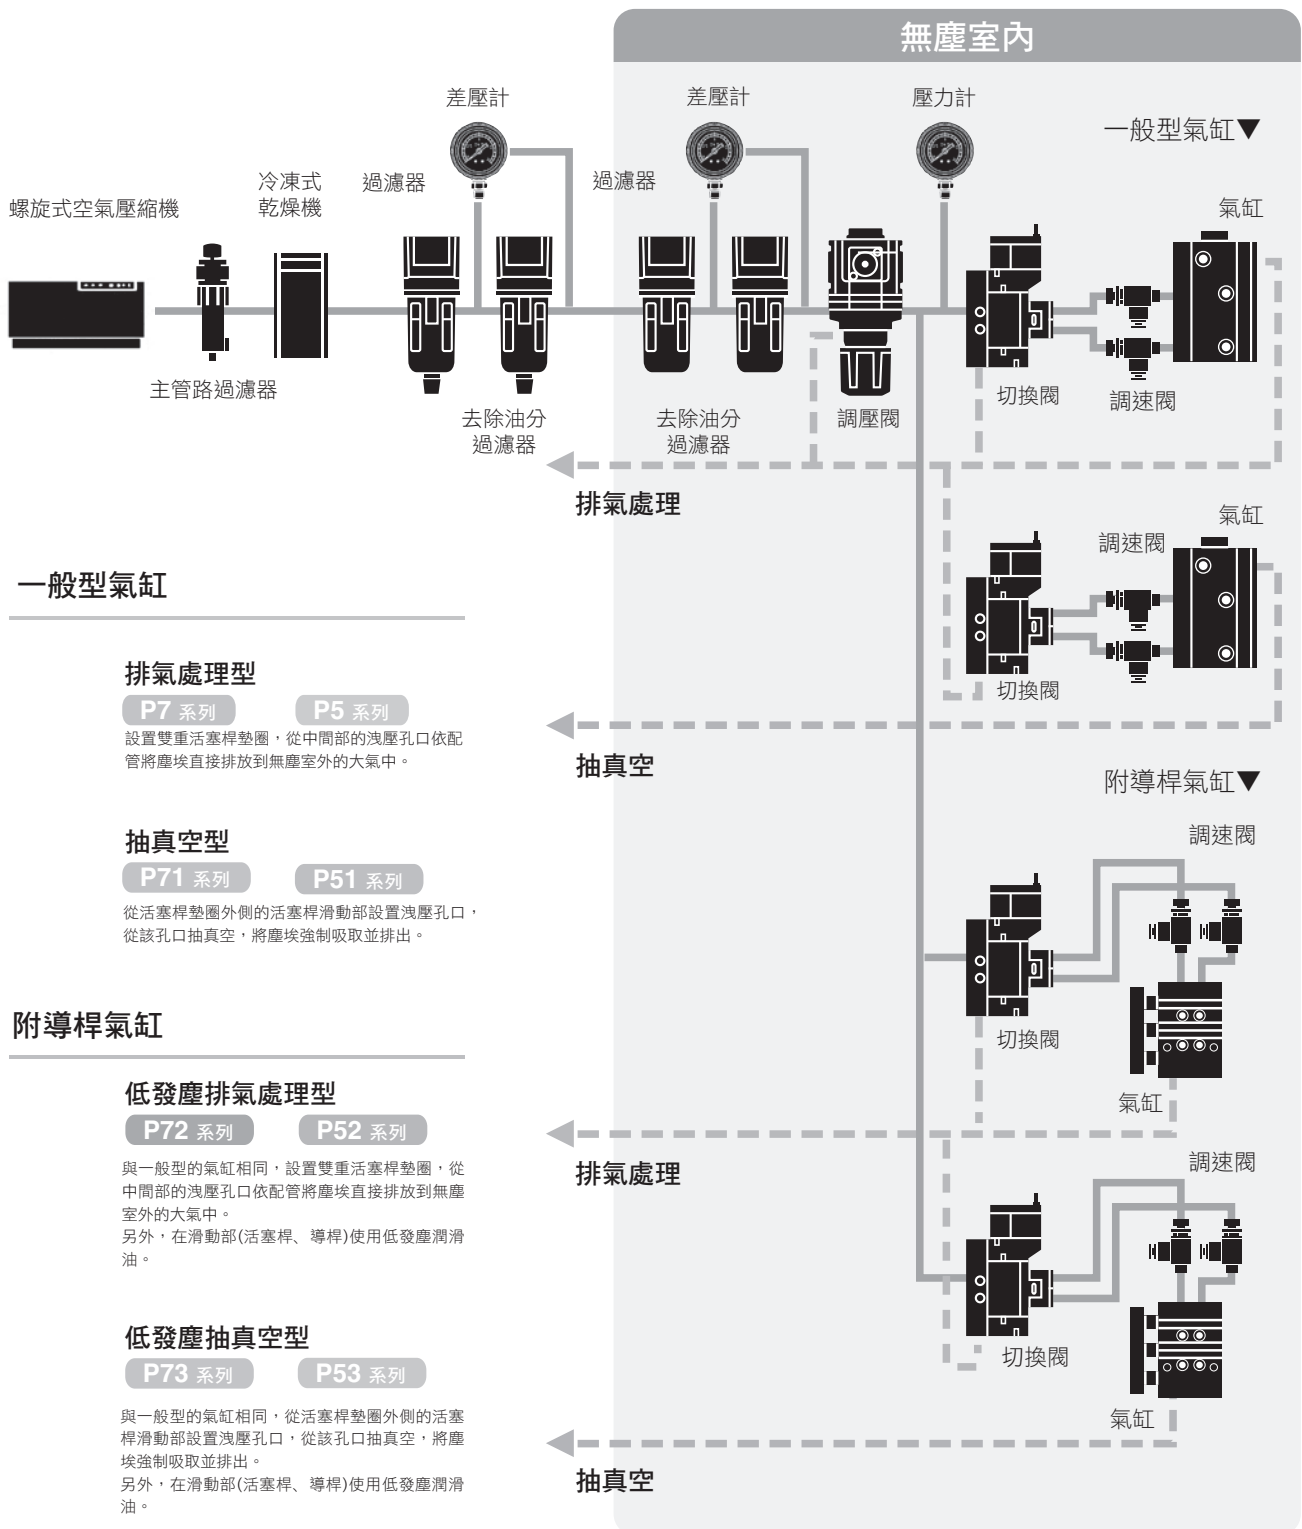 無塵室內
差壓計
差壓計
壓力計
一般型氣缸▼
螺旋式空氣壓縮機
冷凍式
乾燥機
過濾器
過濾器
氣缸
主管路過濾器
去除油分
過濾器
去除油分
過濾器
調壓閥
切換閥
調速閥
排氣處理
氣缸
調速閥
切換閥
抽真空
一般型氣缸
排氣處理型
P7 系列
P5 系列
設置雙重活塞桿墊圈，從中間部的洩壓孔口依配
管將塵埃直接排放到無塵室外的大氣中。
抽真空型
P71 系列
P51 系列
從活塞桿墊圈外側的活塞桿滑動部設置洩壓孔口，
從該孔口抽真空，將塵埃強制吸取並排出。
附導桿氣缸▼
調速閥
切換閥
氣缸
排氣處理
調速閥
切換閥
氣缸
抽真空
附導桿氣缸
低發塵排氣處理型
P72 系列
P52 系列
與一般型的氣缸相同，設置雙重活塞桿墊圈，從
中間部的洩壓孔口依配管將塵埃直接排放到無塵
室外的大氣中。
另外，在滑動部(活塞桿、導桿)使用低發塵潤滑
油。
低發塵抽真空型
P73 系列
P53 系列
與一般型的氣缸相同，從活塞桿墊圈外側的活塞
桿滑動部設置洩壓孔口，從該孔口抽真空，將塵
埃強制吸取並排出。
另外，在滑動部(活塞桿、導桿)使用低發塵潤滑
油。